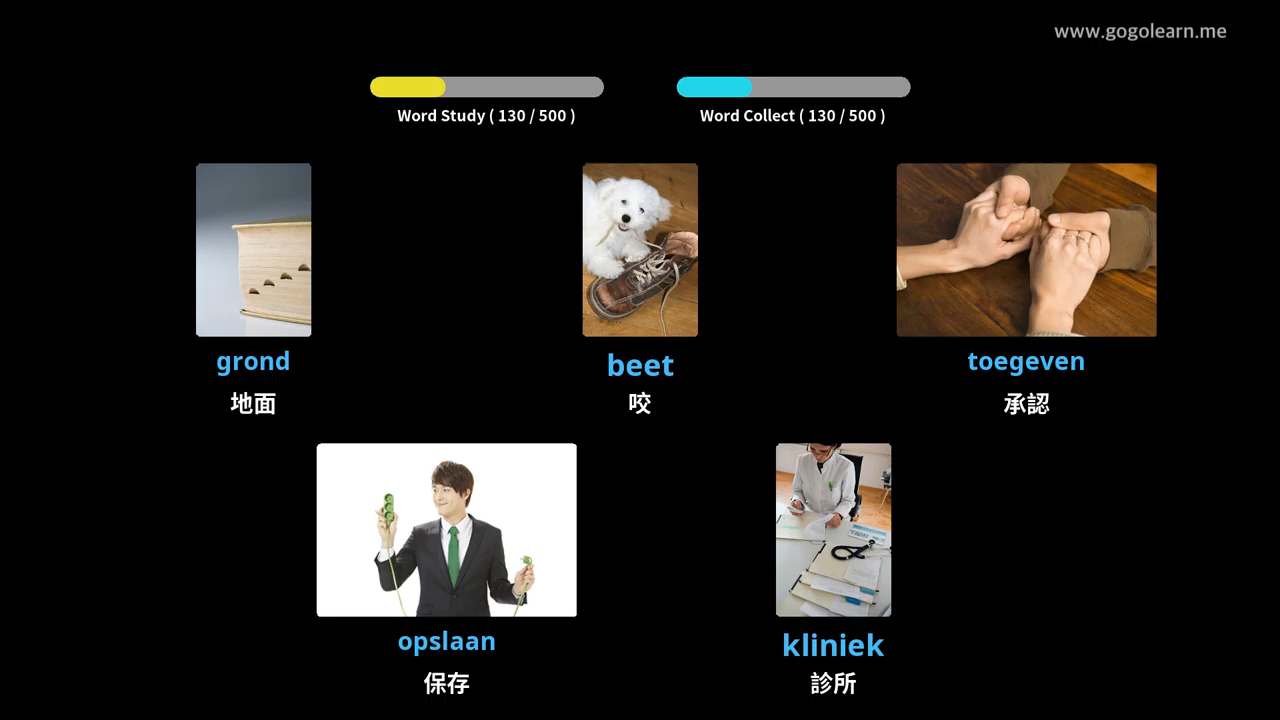 www.gogolearn.me
Word Study ( 130 / 500 )
Word Collect ( 130 / 500 )
grond
地面
beet
咬
toegeven
承認
opslaan
保存
kliniek
診所